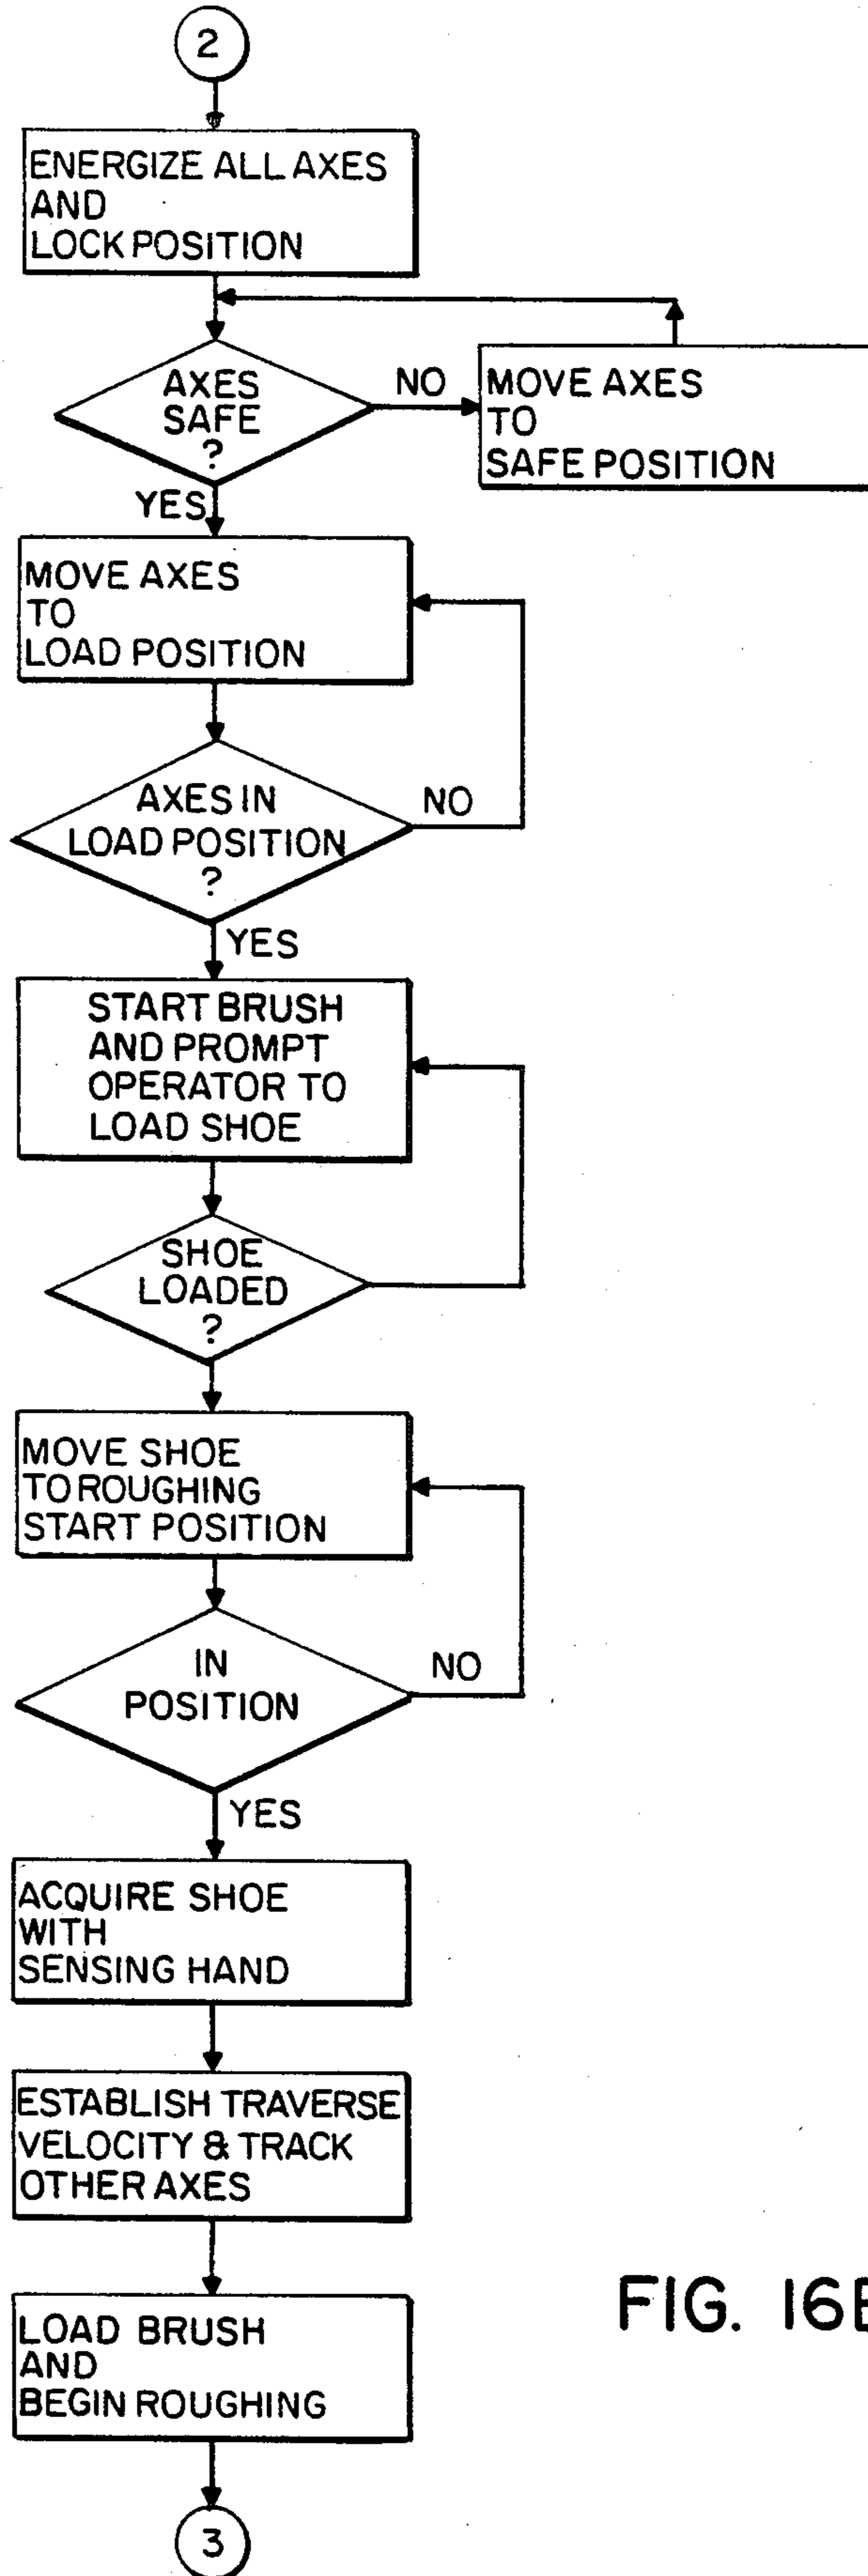 2
ENERGIZE ALL AXES
AND
LOCK POSITION
AXES
SAFE
?
NO
MOVE AXES
TO
SAFE POSITION
YES
MOVE AXES
TO
LOAD POSITION
AXES IN
LOAD POSITION
?
NO
YES
START BRUSH
AND PROMPT
OPERATOR TO
LOAD SHOE
SHOE
LOADED
?
MOVE SHOE
TO ROUGHING
START POSITION
IN
POSITION
NO
YES
ACQUIRE SHOE
WITH
SENSING HAND
ESTABLISH TRAVERSE
VELOCITY & TRACK
OTHER AXES
LOAD BRUSH
AND
BEGIN ROUGHING
FIG.
3